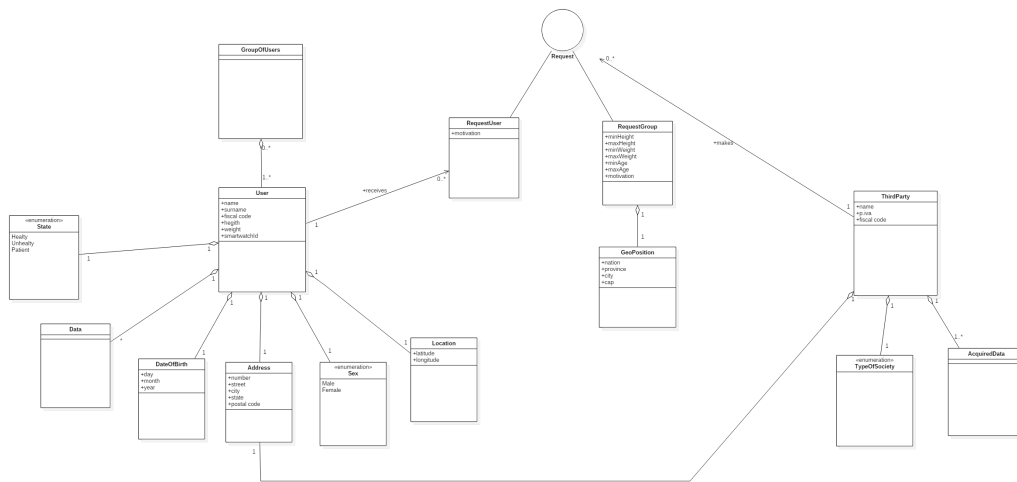 Request
0..*
GroupOfUsers
0..*
1..*
RequestUser
+motivation
RequestGroup
+minHeight
+maxHeight
+minWeight
+maxWeight
+minAge
+maxAge
+motivation
+makes
+receives
0..*
1
1
User
+name
+surname
+fiscal code
+hegith
+weight
+smartwatchId
ThirdParty
+name
+p.iva
+fiscal code
«enumeration»
State
Healty
Unhealty
Patient
1
1
1
1
GeoPosition
+nation
+province
+city
+cap
1
1
1
1
1
1
1
1
1
Data
*
DateOfBirth
+day
+month
+year
1
Address
+number
+street
+city
+state
+postal code
1
1
«enumeration»
Sex
Male
Female
1
Location
+latitude
+longitude
1
«enumeration»
TypeOfSociety
1
AcquiredData
1..*